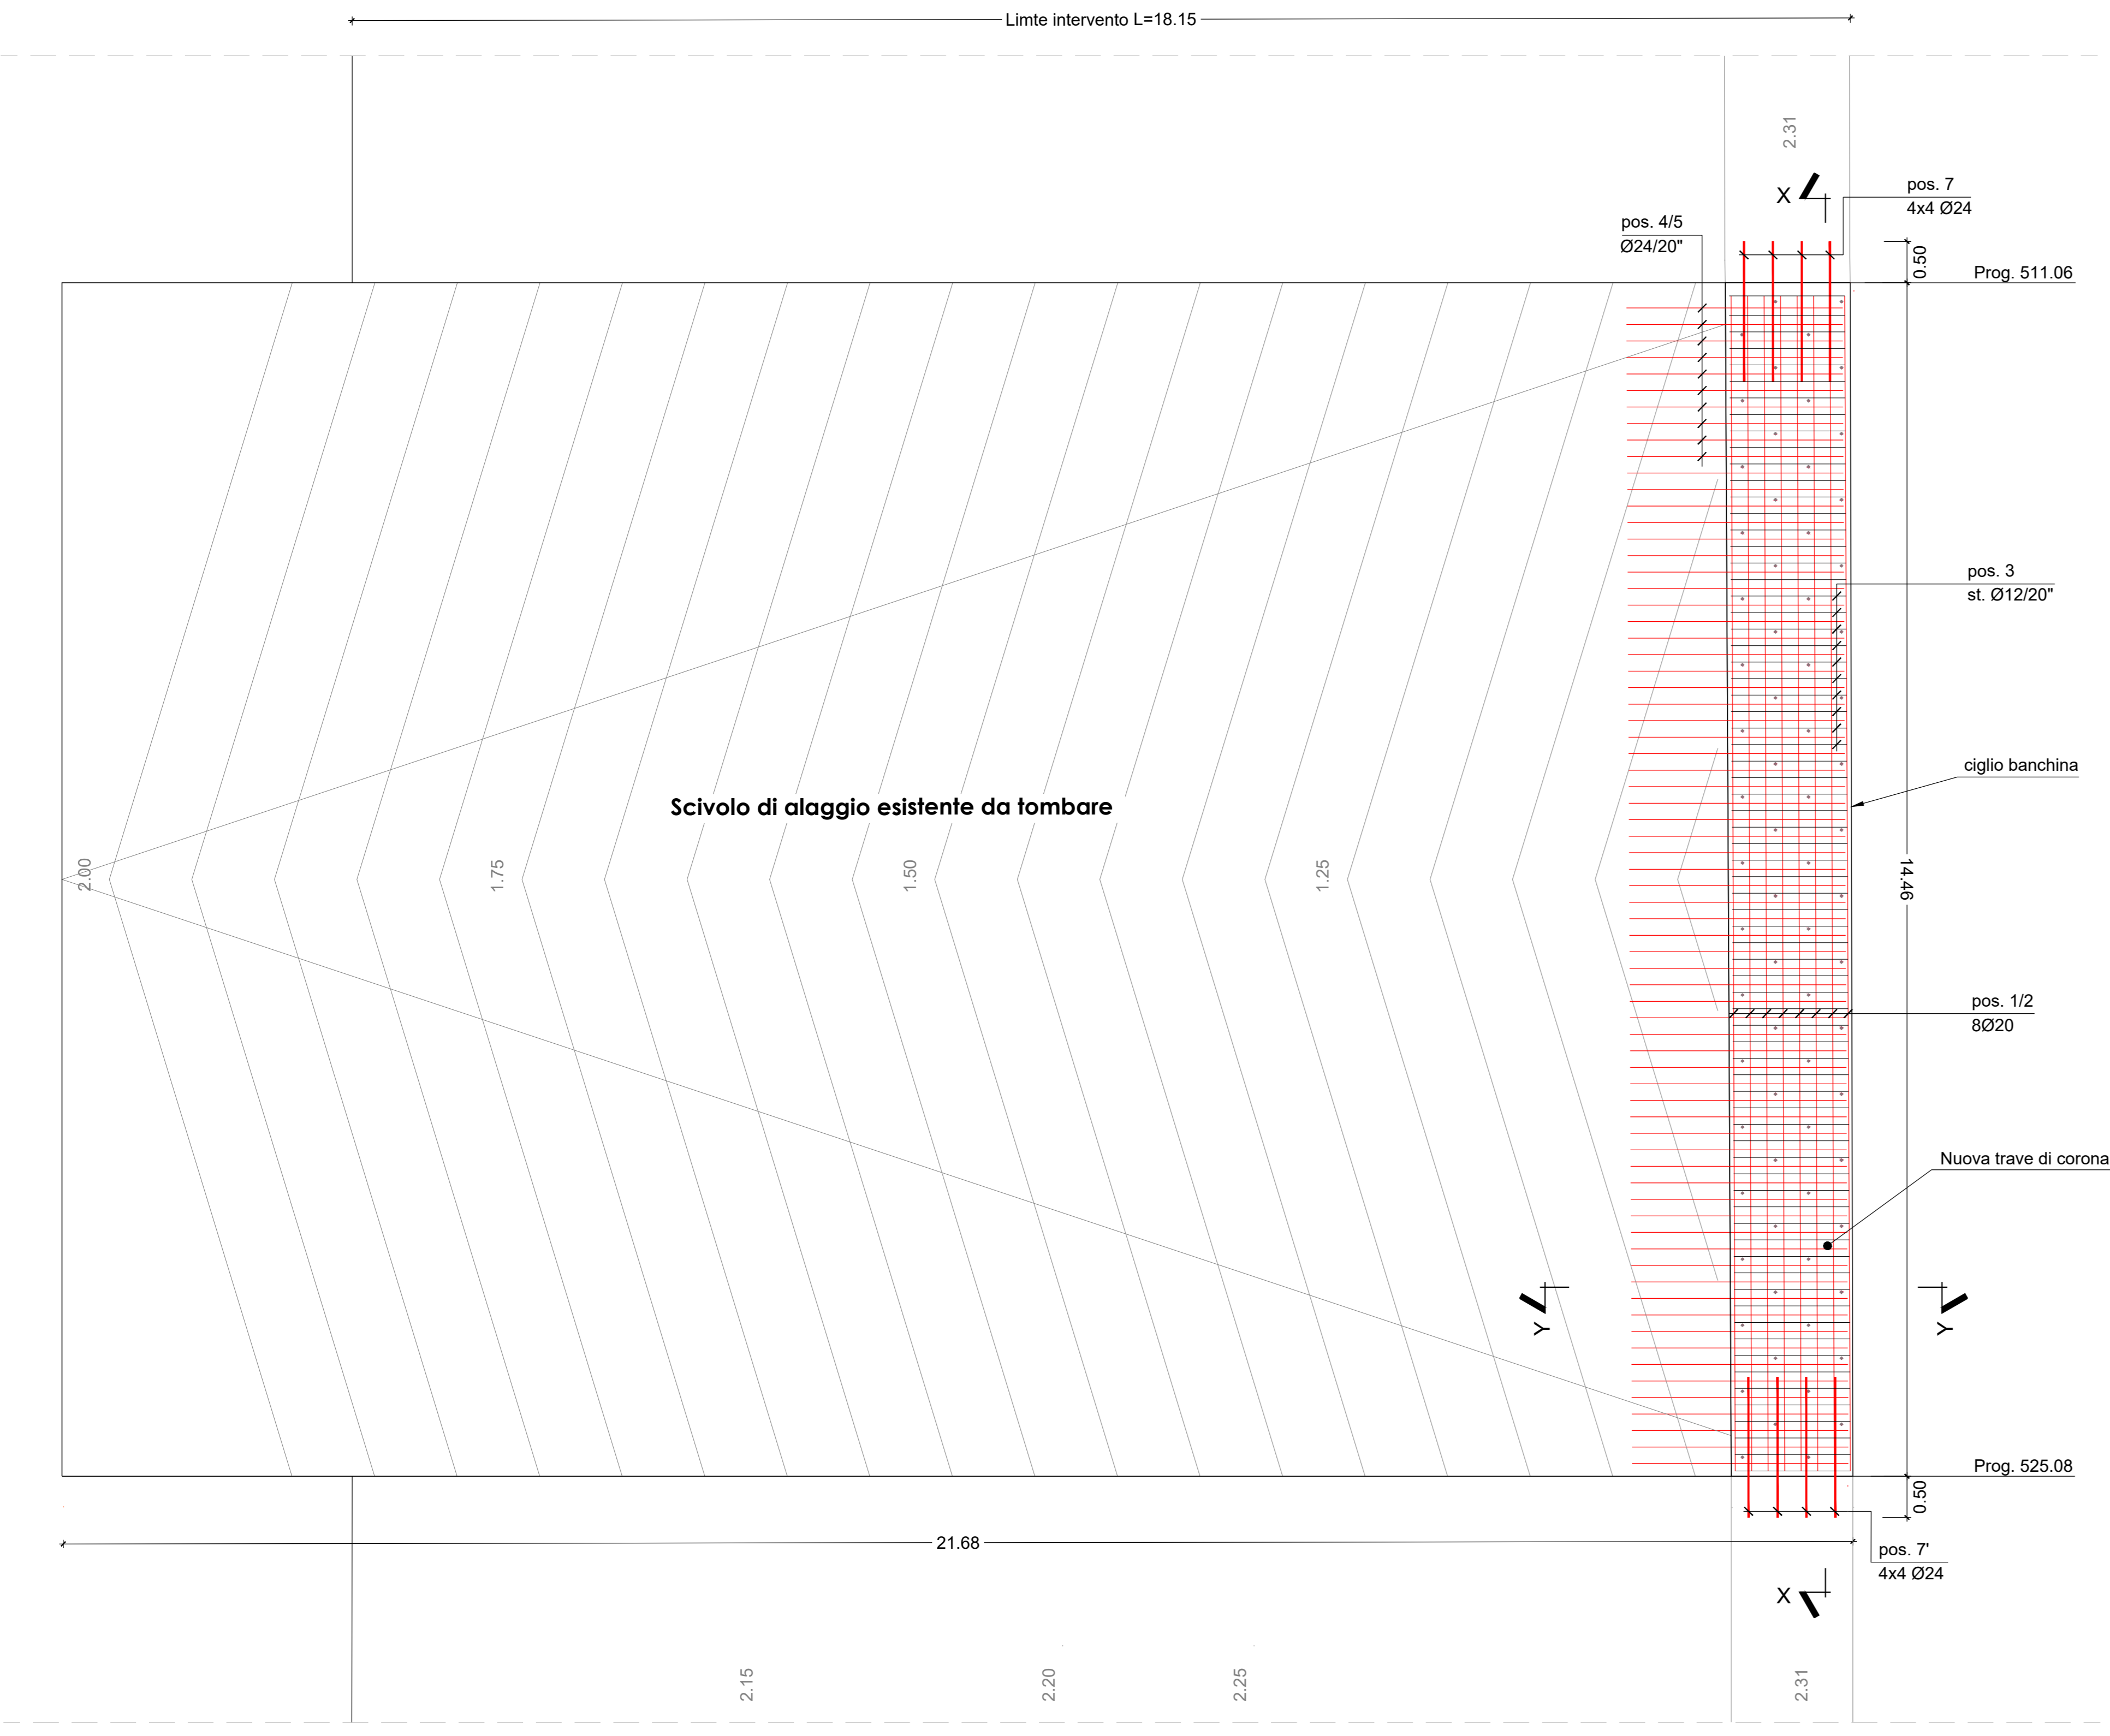 Limte intervento L=18.15
2.31
X
pos. 7
4x4 Ø24
pos. 4/5
Ø24/20"
0.50
Prog. 511.06
pos. 3
st. Ø12/20"
ciglio banchina
Scivolo di alaggio esistente da tombare
2.00
1.75
1.50
1.25
14.46
pos. 1/2
8Ø20
Nuova trave di corona
Y
Y
Prog. 525.08
0.50
21.68
pos. 7'
4x4 Ø24
X
2.15
2.20
2.25
2.31